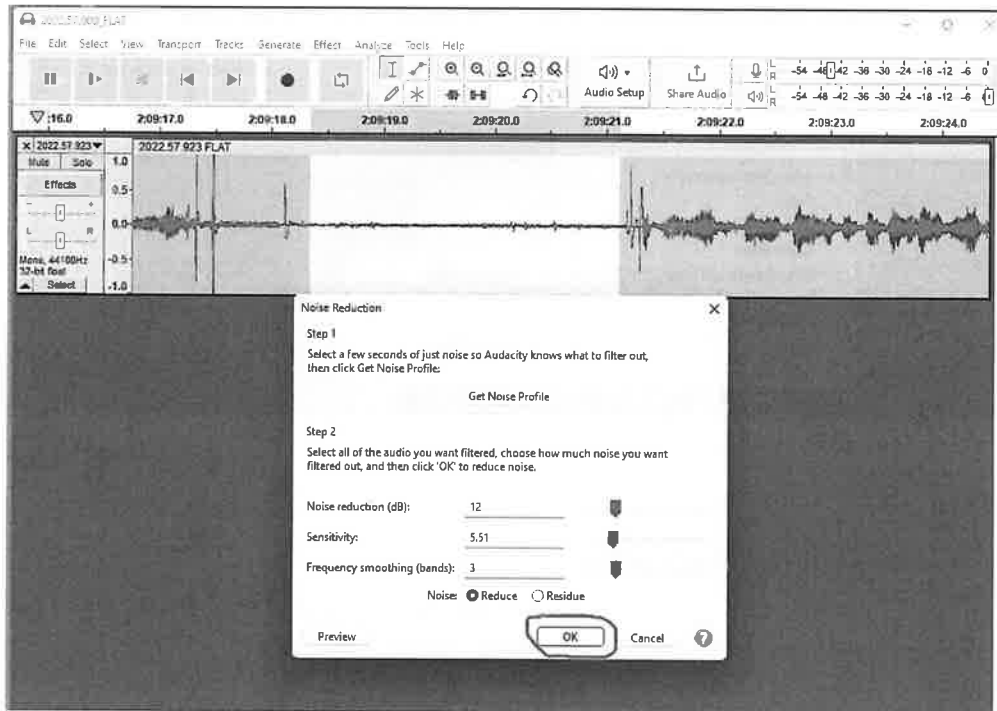 2022.57.000_FLAT
File Edit Select View Transport Tracks Generate Effect Analyze Tools Help
Audio Setup
Share Audio
L
R
-54 -48 -42 -36 -30 -24 -18 -12 -6 0
L
R
-54 -48 -42 -36 -30 -24 -18 -12 -6
:16.0 2:09:17.0 2:09:18.0 2:09:19.0 2:09:20.0 2:09:21.0 2:09:22.0 2:09:23.0 2:09:24.0
× 2022.57 923 2022.57 923 FLAT
Mute Solo 1.0
Effects
0.5
- +
0.0
L R
Mono, 44100Hz -0.5
32-bit float
Select -1.0
Noise Reduction
Step 1
Select a few seconds of just noise so Audacity knows what to filter out,
then click Get Noise Profile:
Get Noise Profile
Step 2
Select all of the audio you want filtered, choose how much noise you want
filtered out, and then click 'OK' to reduce noise.
Noise reduction (dB): 12
Sensitivity: 5.51
Frequency smoothing (bands): 3
Noise: Reduce Residue
Preview OK Cancel ?